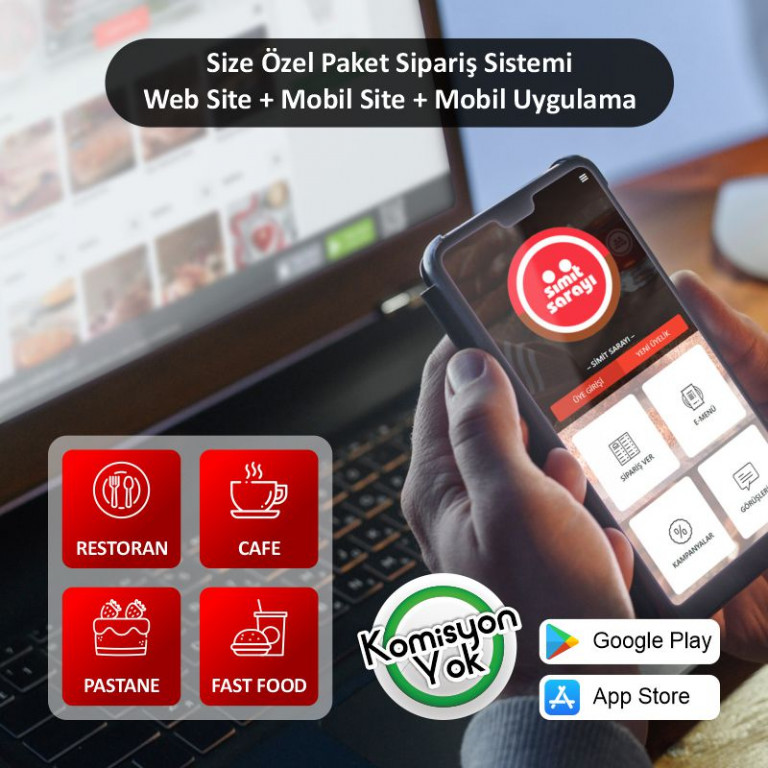 Size Özel Paket Sipariş Sistemi
Web Site + Mobil Site + Mobil Uygulama
simit
sarayı
~ SİMİT SARAYI ~
ÜYE GİRİŞİ
YENİ ÜYELİK
SİPARİŞ VER
E-MENÜ
KAMPANYALAR
GÖRÜŞLERİ
RESTORAN
CAFE
PASTANE
FAST FOOD
Komisyon
Yok
Google Play
App Store